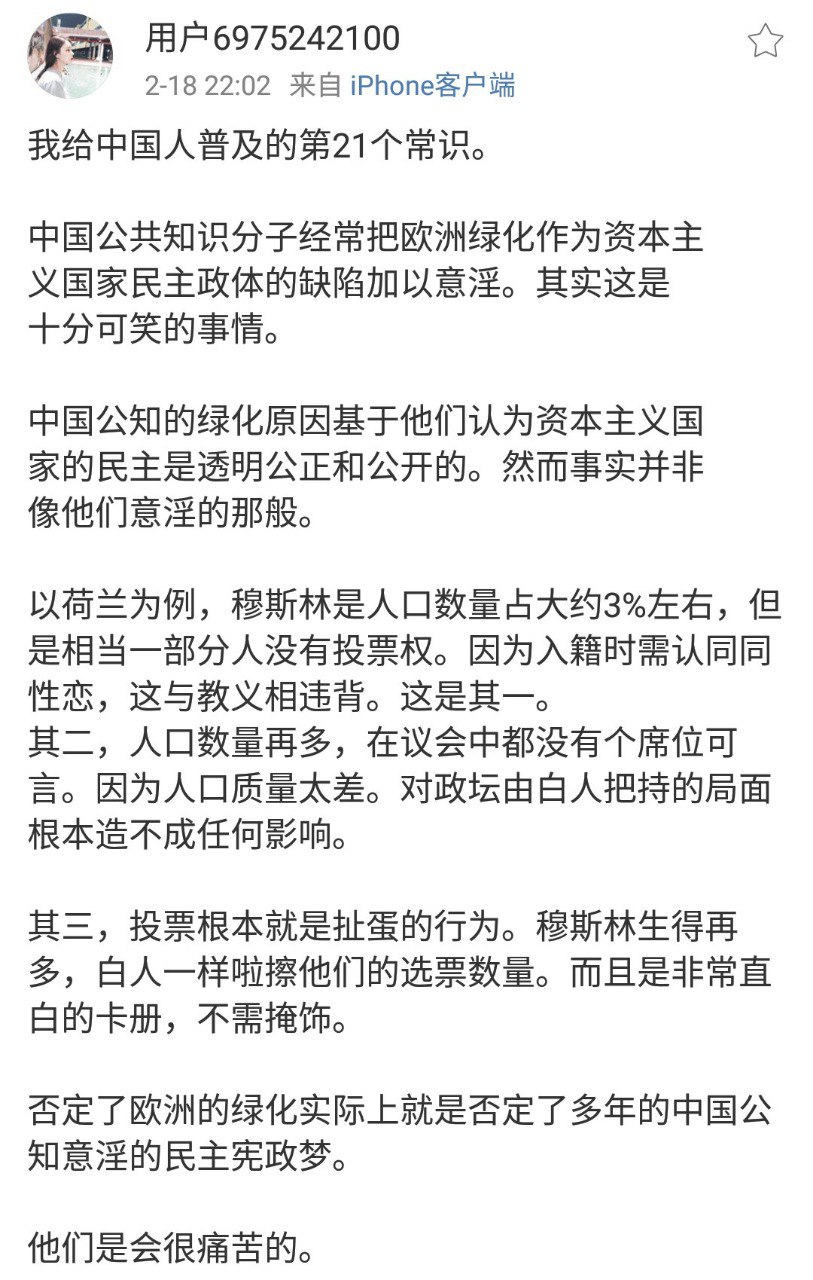 用户6975242100
2-18 22:02 来自 iPhone客户端
我给中国人普及的第21个常识。
中国公共知识分子经常把欧洲绿化作为资本主
义国家民主政体的缺陷加以意淫。其实这是
十分可笑的事情。
中国公知的绿化原因基于他们认为资本主义国
家的民主是透明公正和公开的。然而事实并非
像他们意淫的那般。
以荷兰为例，穆斯林是人口数量占大约3%左右，但
是相当一部分人没有投票权。因为入籍时需认同同
性恋，这与教义相违背。这是其一。
其二，人口数量再多，在议会中都没有个席位可
言。因为人口质量太差。对政坛由白人把持的局面
根本造不成任何影响。
其三，投票根本就是扯蛋的行为。穆斯林生得再
多，白人一样啦擦他们的选票数量。而且是非常直
白的卡册，不需掩饰。
否定了欧洲的绿化实际上就是否定了多年的中国公
知意淫的民主宪政梦。
他们是会很痛苦的。